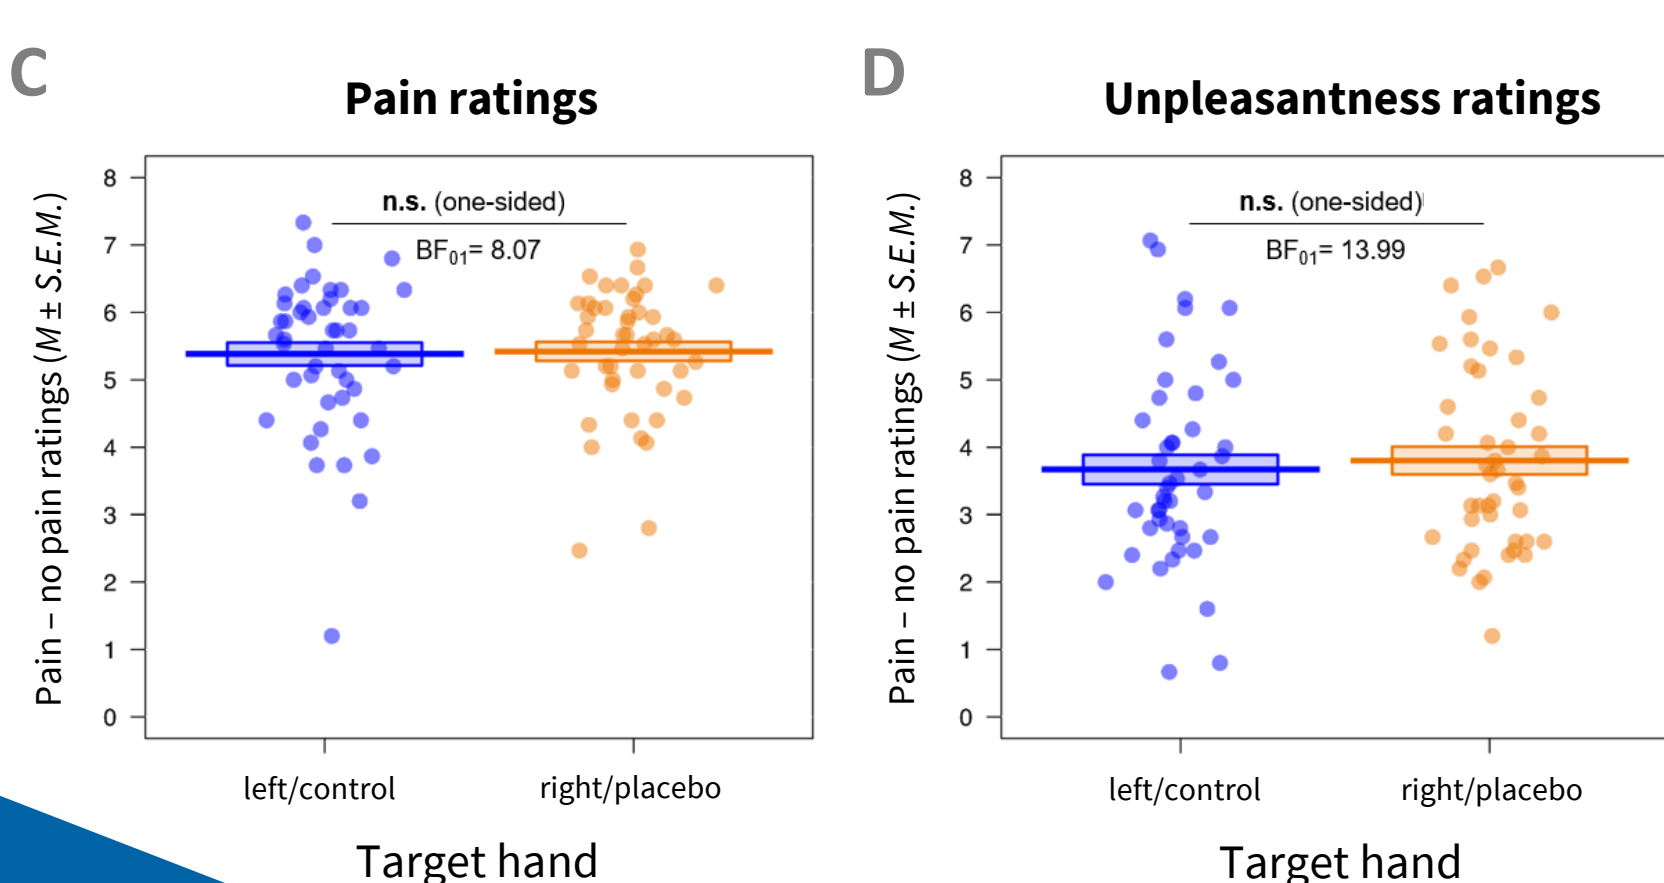 C
Pain ratings
Pain – no pain ratings (M ± S.E.M.)
8
7
6
5
4
3
2
1
0
n.s. (one-sided)
BF01= 8.07
left/control
right/placebo
Target hand
D
Unpleasantness ratings
Pain – no pain ratings (M ± S.E.M.)
8
7
6
5
4
3
2
1
0
n.s. (one-sided)
BF01= 13.99
left/control
right/placebo
Target hand